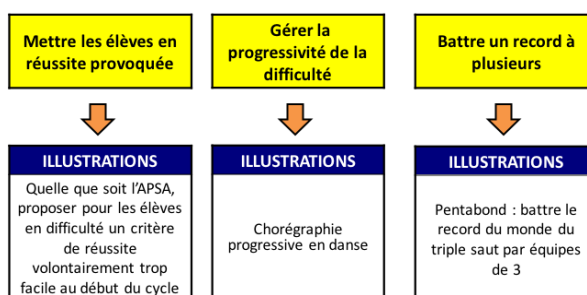 Mettre les élèves en
réussite provoquée
Gérer la
progressivité de la
difficulté
Battre un record à
plusieurs
ILLUSTRATIONS
Quelle que soit l'APSA,
proposer pour les élèves
en difficulté un critère
de réussite
volontairement trop
facile au début du cycle
ILLUSTRATIONS
Chorégraphie
progressive en danse
ILLUSTRATIONS
Pentabond : battre le
record du monde du
triple saut par équipes
de 3